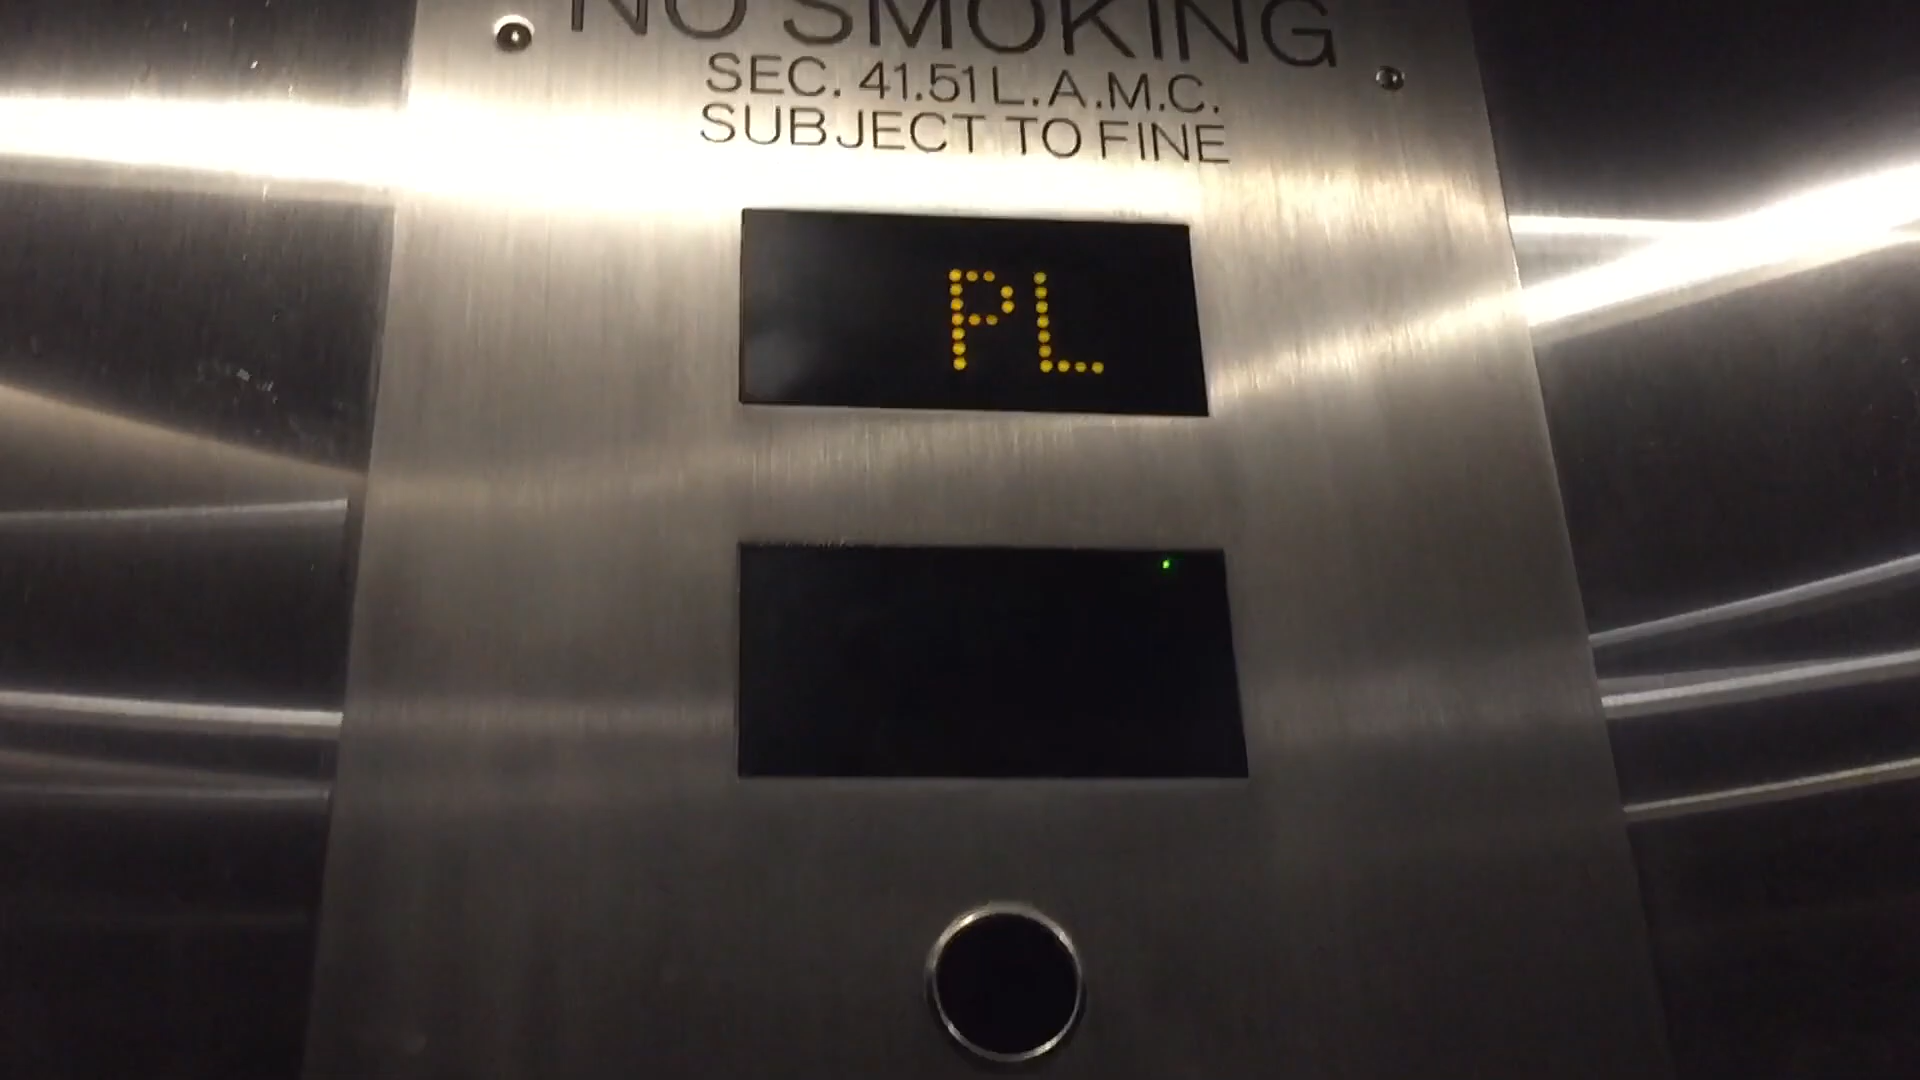 NO SMOKING
SEC. 41.51 L.A.M.C.
SUBJECT TO FINE
PL